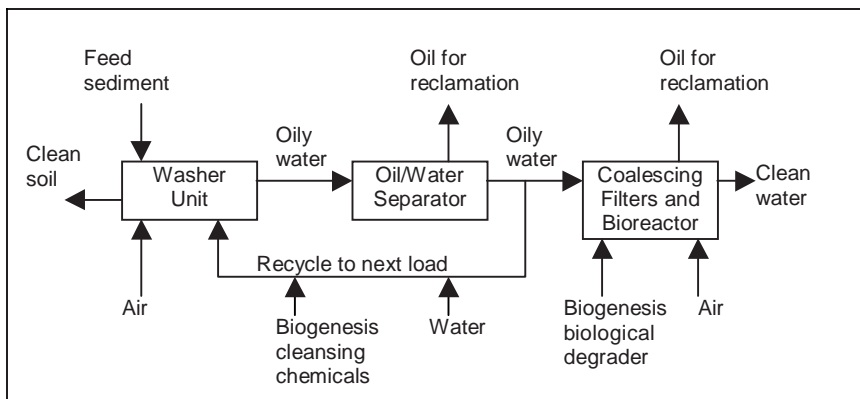 Feed
sediment
Oil for
reclamation
Oil for
reclamation
Clean
soil
Oily
water
Oily
water
Washer
Unit
Oil/Water
Separator
Coalescing
Filters and
Bioreactor
Clean
water
Recycle to next load
Air
Biogenesis
cleansing
chemicals
Water
Biogenesis
biological
degrader
Air